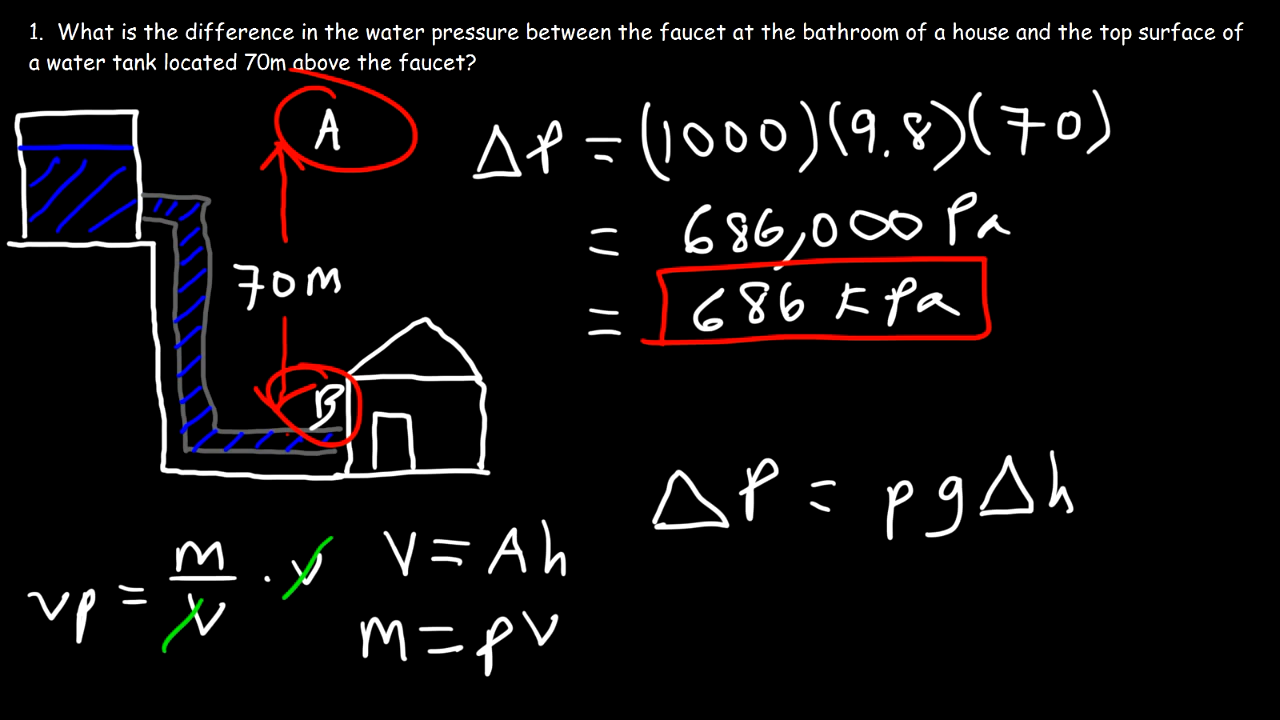 1. What is the difference in the water pressure between the faucet at the bathroom of a house and the top surface of
a water tank located 70m above the faucet?
A
ΔP = (1000)(9.8)(70)
= 686,000 Pa
= 686 KPa
70m
B
ΔP = ρgΔh
vρ = m/v · v
V = Ah
m = ρV